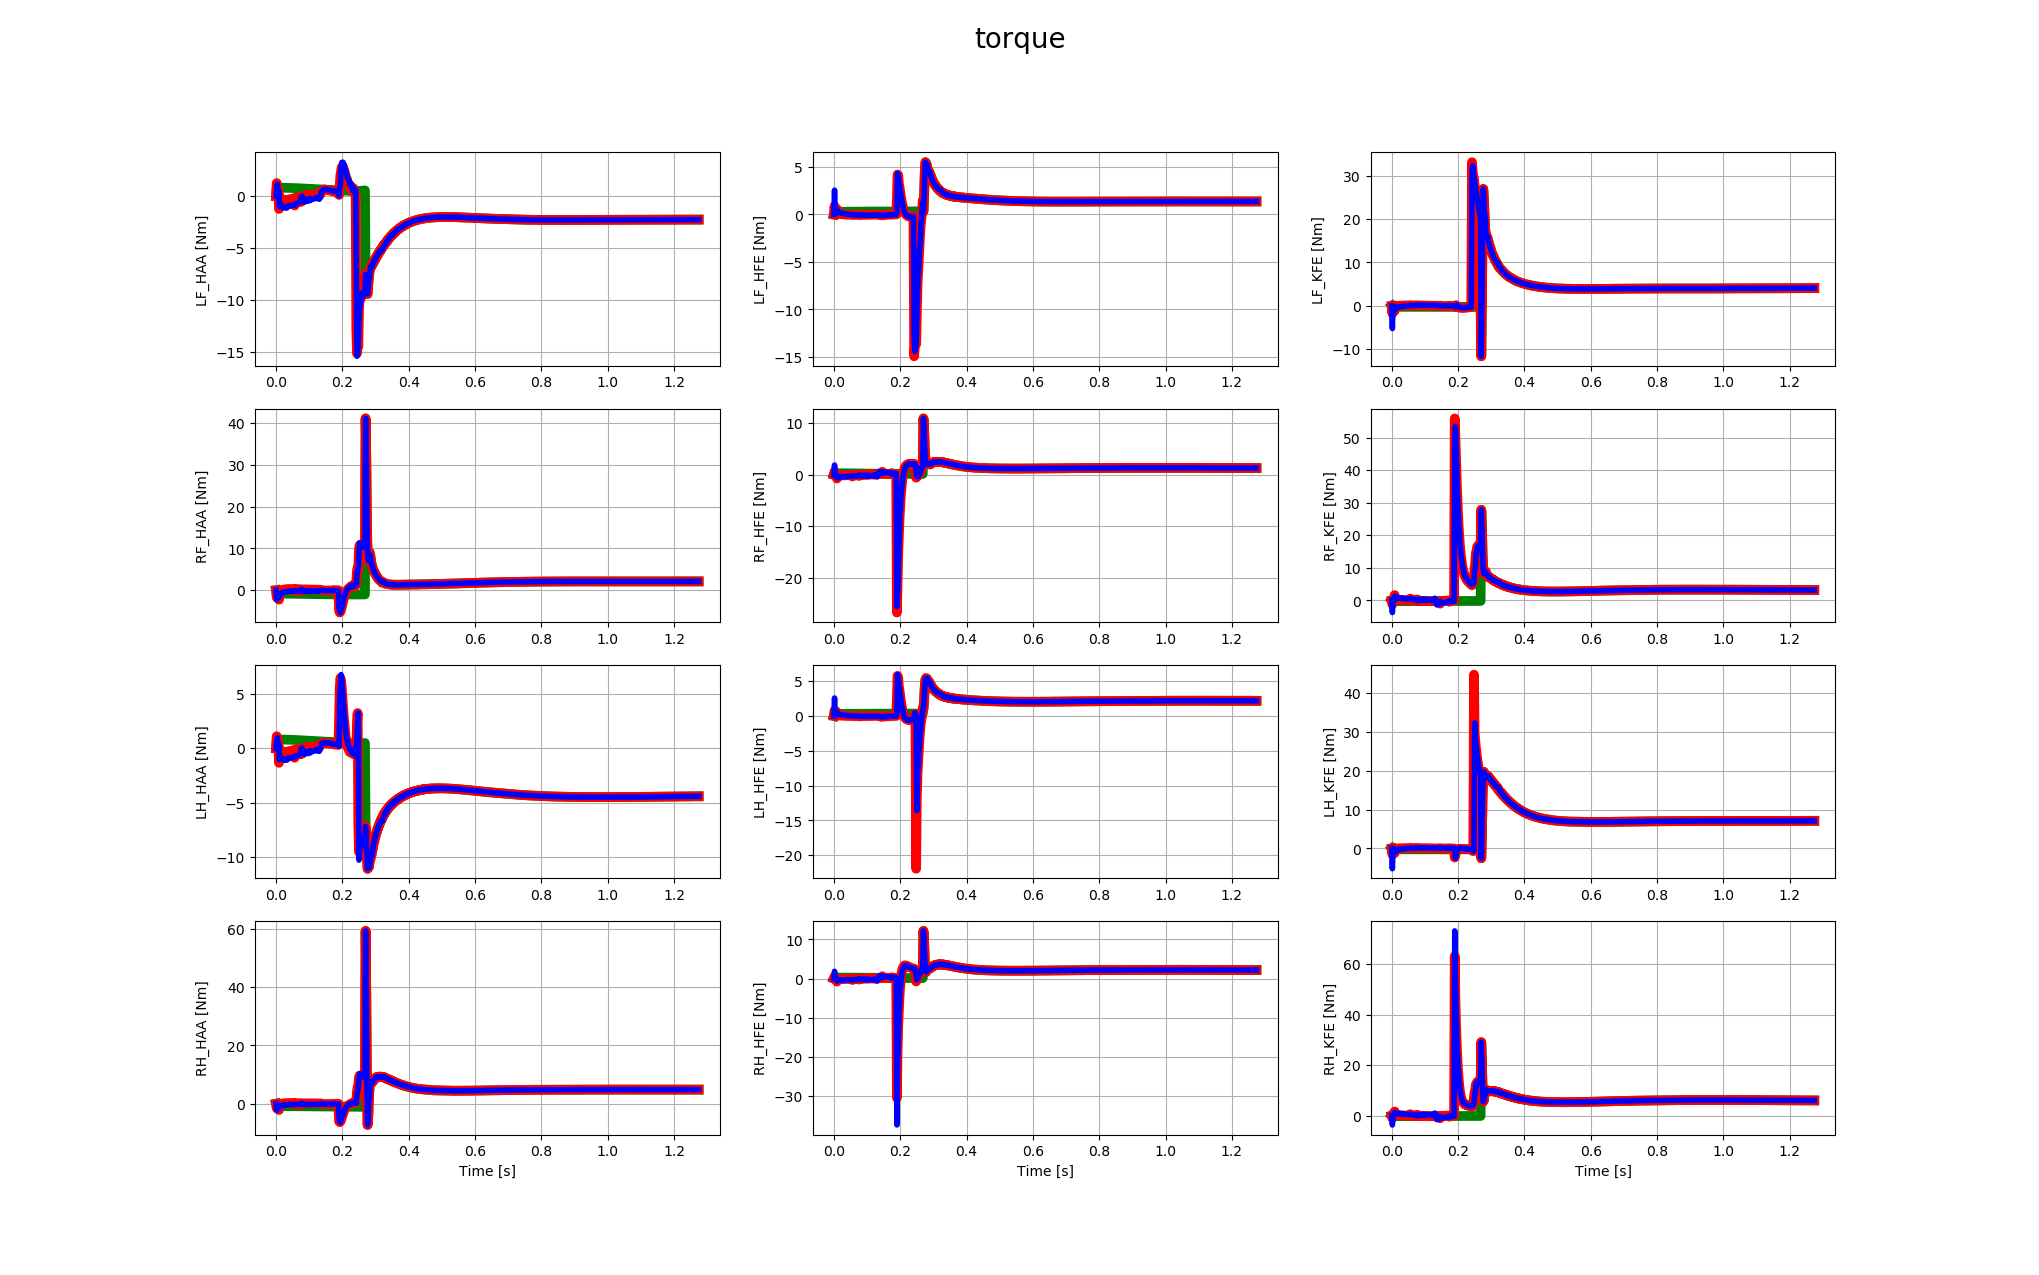 torque
LF_HAA [Nm]
0
−5
−10
−15
0.0 0.2 0.4 0.6 0.8 1.0 1.2
LF_HFE [Nm]
5
0
−5
−10
−15
0.0 0.2 0.4 0.6 0.8 1.0 1.2
LF_KFE [Nm]
30
20
10
0
−10
0.0 0.2 0.4 0.6 0.8 1.0 1.2
RF_HAA [Nm]
40
30
20
10
0
0.0 0.2 0.4 0.6 0.8 1.0 1.2
RF_HFE [Nm]
10
0
−10
−20
0.0 0.2 0.4 0.6 0.8 1.0 1.2
RF_KFE [Nm]
50
40
30
20
10
0
0.0 0.2 0.4 0.6 0.8 1.0 1.2
LH_HAA [Nm]
5
0
−5
−10
0.0 0.2 0.4 0.6 0.8 1.0 1.2
LH_HFE [Nm]
5
0
−5
−10
−15
−20
0.0 0.2 0.4 0.6 0.8 1.0 1.2
LH_KFE [Nm]
40
30
20
10
0
0.0 0.2 0.4 0.6 0.8 1.0 1.2
RH_HAA [Nm]
60
40
20
0
0.0 0.2 0.4 0.6 0.8 1.0 1.2
Time [s]
RH_HFE [Nm]
10
0
−10
−20
−30
0.0 0.2 0.4 0.6 0.8 1.0 1.2
Time [s]
RH_KFE [Nm]
60
40
20
0
0.0 0.2 0.4 0.6 0.8 1.0 1.2
Time [s]